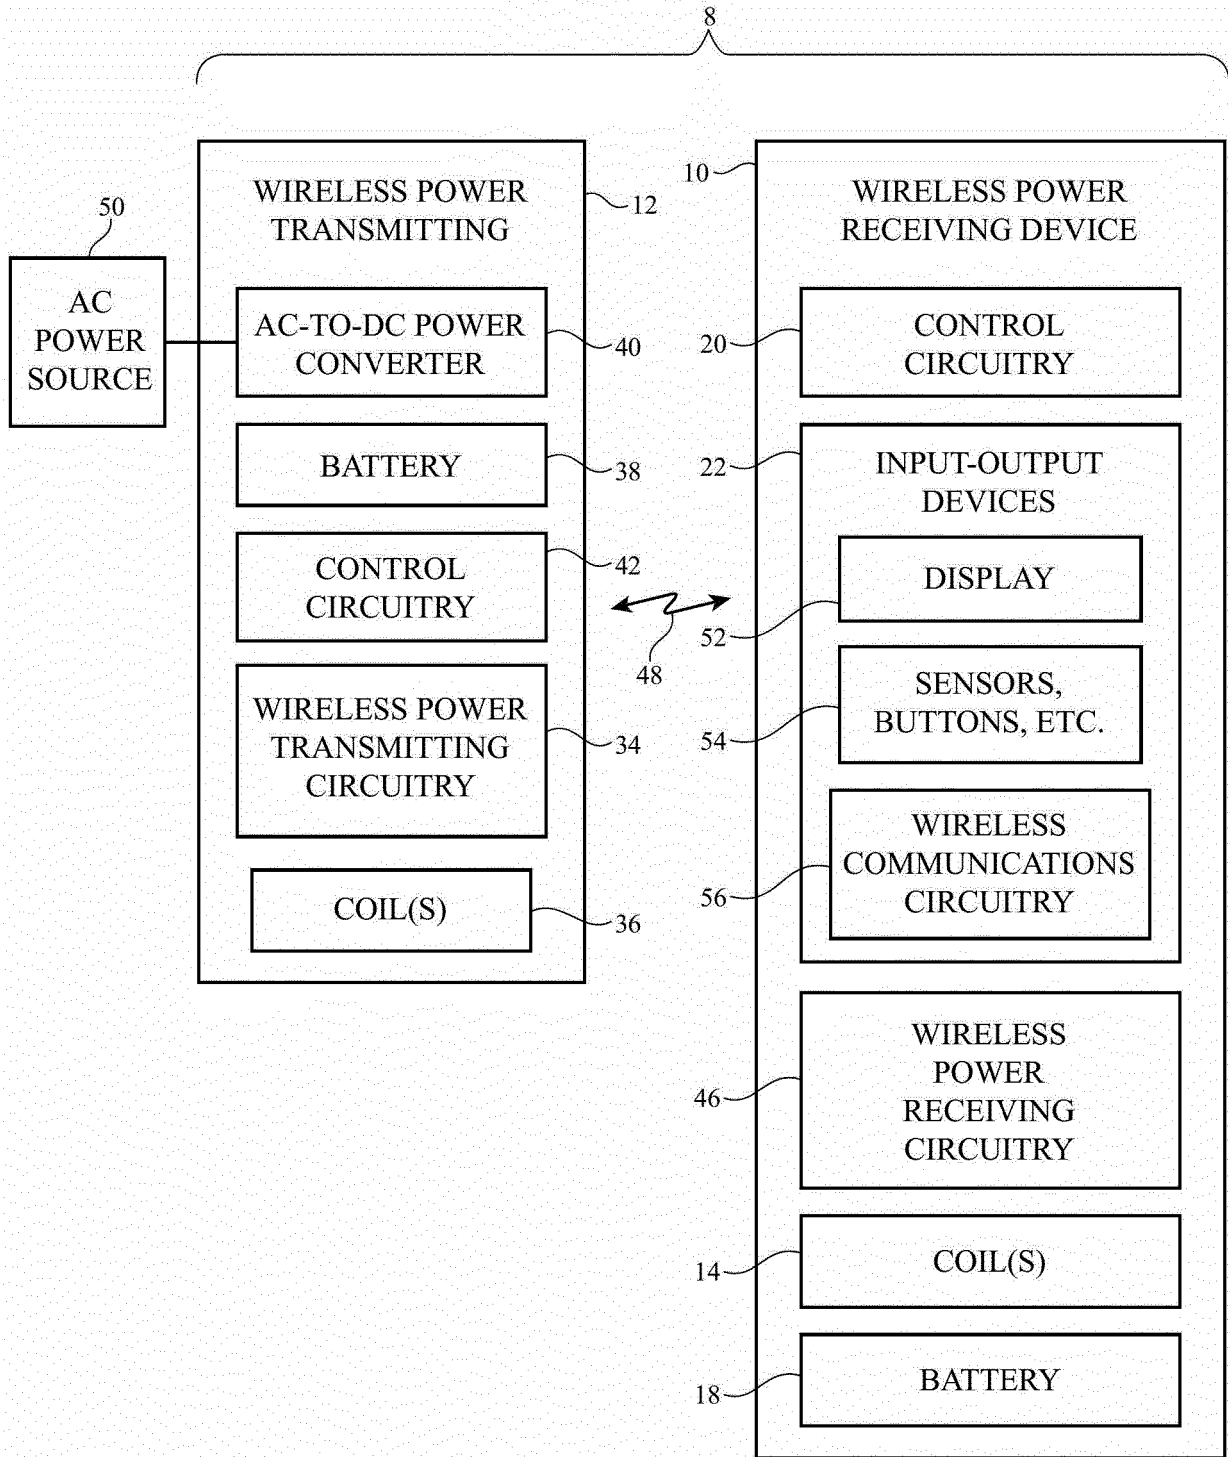 8
50
AC
POWER
SOURCE
WIRELESS POWER
TRANSMITTING
12
AC-TO-DC POWER
CONVERTER
40
BATTERY
38
CONTROL
CIRCUITRY
42
WIRELESS POWER
TRANSMITTING
CIRCUITRY
34
COIL(S)
36
48
10
WIRELESS POWER
RECEIVING DEVICE
20
CONTROL
CIRCUITRY
22
INPUT-OUTPUT
DEVICES
DISPLAY
52
SENSORS,
BUTTONS, ETC.
54
WIRELESS
COMMUNICATIONS
CIRCUITRY
56
WIRELESS
POWER
RECEIVING
CIRCUITRY
46
COIL(S)
14
BATTERY
18